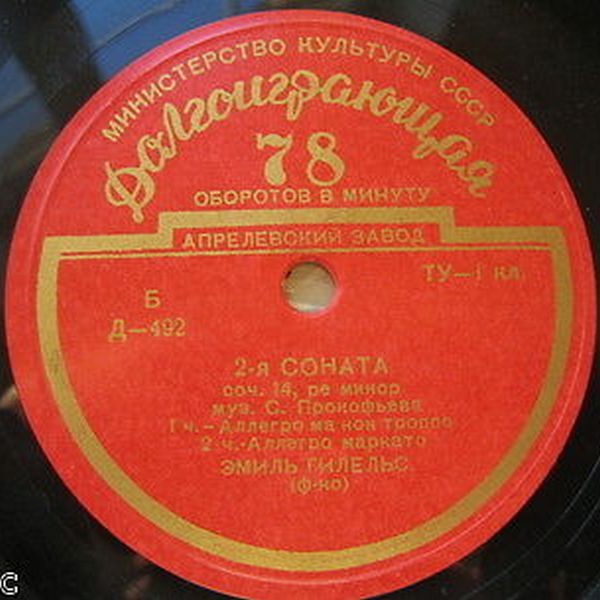 МИНИСТЕРСТВО КУЛЬТУРЫ СССР
Долгоиграющая
78
ОБОРОТОВ В МИНУТУ
АПРЕЛЕВСКИЙ ЗАВОД
ТУ—1 кл.
Б
Д—492
2-я СОНАТА
соч. 14, ре минор
муз. С. Прокофьева
1 ч.—Аллегро ма нон троппо
2 ч.-Аллегро маркато
ЭМИЛЬ ГИЛЕЛЬС
(ф-но)
C